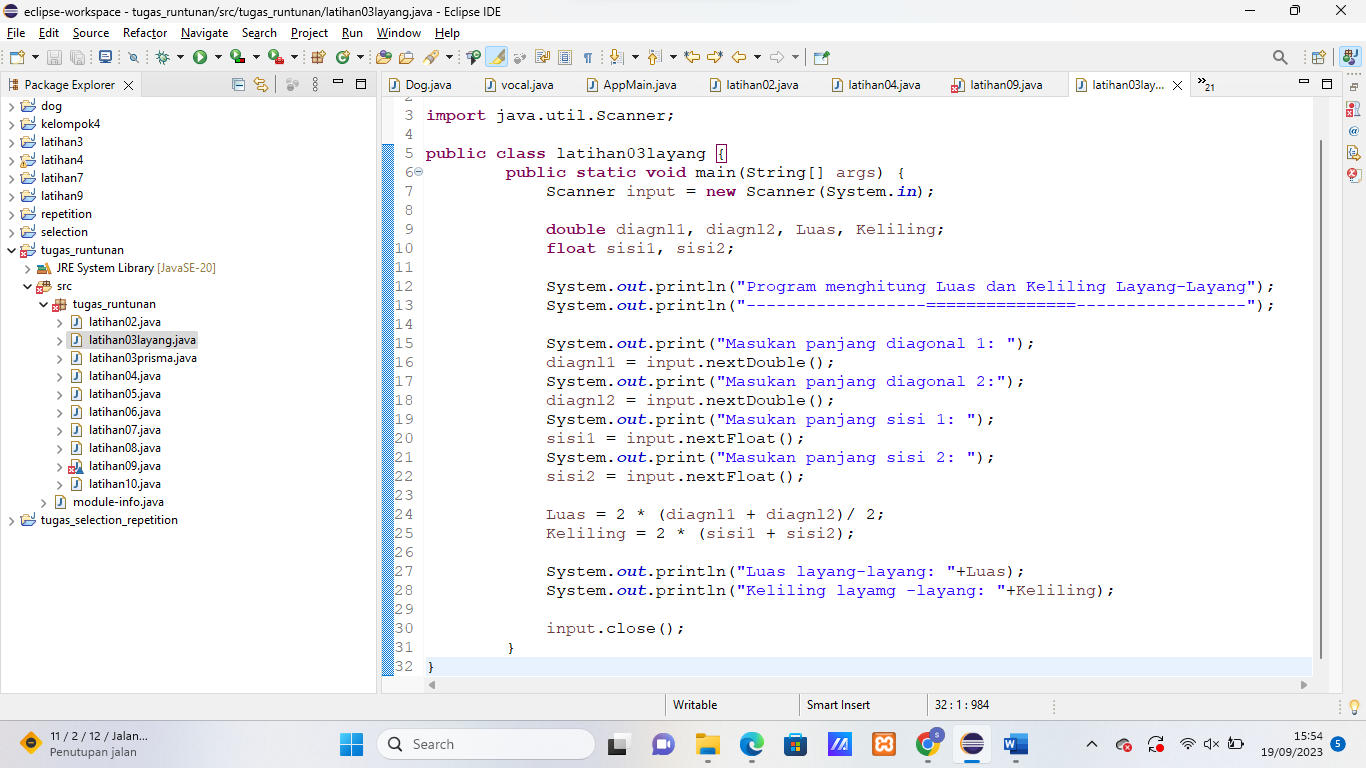 eclipse-workspace - tugas_runtunan/src/tugas_runtunan/latihan03layang.java - Eclipse IDE
File Edit Source Refactor Navigate Search Project Run Window Help
Package Explorer
dog
kelompok4
latihan3
latihan4
latihan7
latihan9
repetition
selection
tugas_runtunan
JRE System Library [JavaSE-20]
src
tugas_runtunan
latihan02.java
latihan03layang.java
latihan03prisma.java
latihan04.java
latihan05.java
latihan06.java
latihan07.java
latihan08.java
latihan09.java
latihan10.java
module-info.java
tugas_selection_repetition
Dog.java vocal.java AppMain.java latihan02.java latihan04.java latihan09.java latihan03lay... 21
2
3 import java.util.Scanner;
4
5 public class latihan03layang {
6 public static void main(String[] args) {
7 Scanner input = new Scanner(System.in);
8
9 double diagnl1, diagnl2, Luas, Keliling;
10 float sisi1, sisi2;
11
12 System.out.println("Program menghitung Luas dan Keliling Layang-Layang");
13 System.out.println("------------------===============-----------------");
14
15 System.out.print("Masukan panjang diagonal 1: ");
16 diagnl1 = input.nextDouble();
17 System.out.print("Masukan panjang diagonal 2:");
18 diagnl2 = input.nextDouble();
19 System.out.print("Masukan panjang sisi 1: ");
20 sisi1 = input.nextFloat();
21 System.out.print("Masukan panjang sisi 2: ");
22 sisi2 = input.nextFloat();
23
24 Luas = 2 * (diagnl1 + diagnl2)/ 2;
25 Keliling = 2 * (sisi1 + sisi2);
26
27 System.out.println("Luas layang-layang: "+Luas);
28 System.out.println("Keliling layamg -layang: "+Keliling);
29
30 input.close();
31 }
32 }
Writable Smart Insert 32 : 1 : 984
11 / 2 / 12 / Jalan...
Penutupan jalan
Search
S
15:54
19/09/2023
5